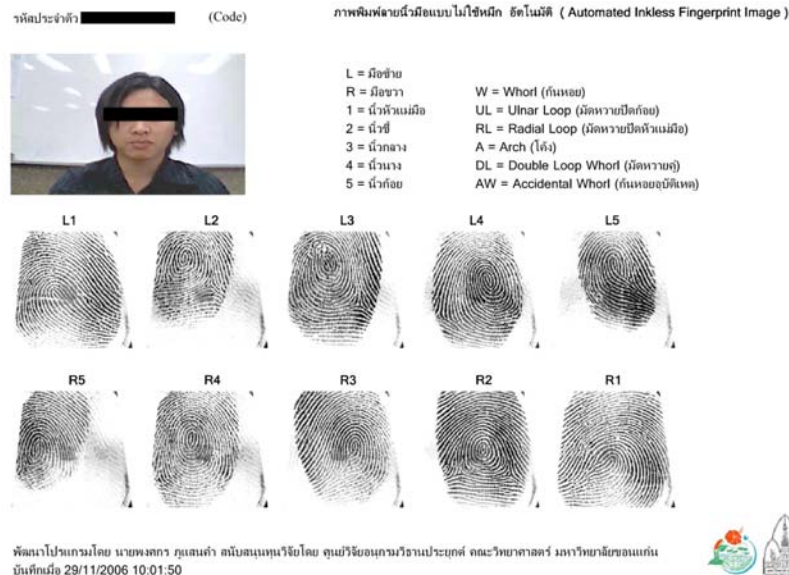 รหัสประจำตัว (Code)
ภาพพิมพ์ลายนิ้วมือแบบไม่ใช้หมึก อัตโนมัติ ( Automated Inkless Fingerprint Image )
L = มือซ้าย
R = มือขวา
1 = นิ้วหัวแม่มือ
2 = นิ้วชี้
3 = นิ้วกลาง
4 = นิ้วนาง
5 = นิ้วก้อย
W = Whorl (ก้นหอย)
UL = Ulnar Loop (มัดหวายปัดก้อย)
RL = Radial Loop (มัดหวายปัดหัวแม่มือ)
A = Arch (โค้ง)
DL = Double Loop Whorl (มัดหวายคู่)
AW = Accidental Whorl (ก้นหอยอุบัติเหตุ)
L1 L2 L3 L4 L5
R5 R4 R3 R2 R1
พัฒนาโปรแกรมโดย นายพงศกร ภูแสนคำ สนับสนุนทุนวิจัยโดย ศูนย์วิจัยอนุกรมวิธานประยุกต์ คณะวิทยาศาสตร์ มหาวิทยาลัยขอนแก่น
บันทึกเมื่อ 29/11/2006 10:01:50